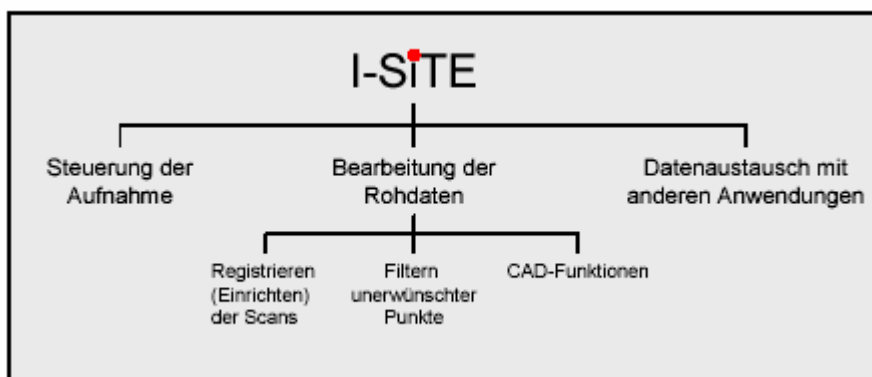 I-SiTE
Steuerung der
Aufnahme
Bearbeitung der
Rohdaten
Datenaustausch mit
anderen Anwendungen
Registrieren
(Einrichten)
der Scans
Filtern
unerwünschter
Punkte
CAD-Funktionen